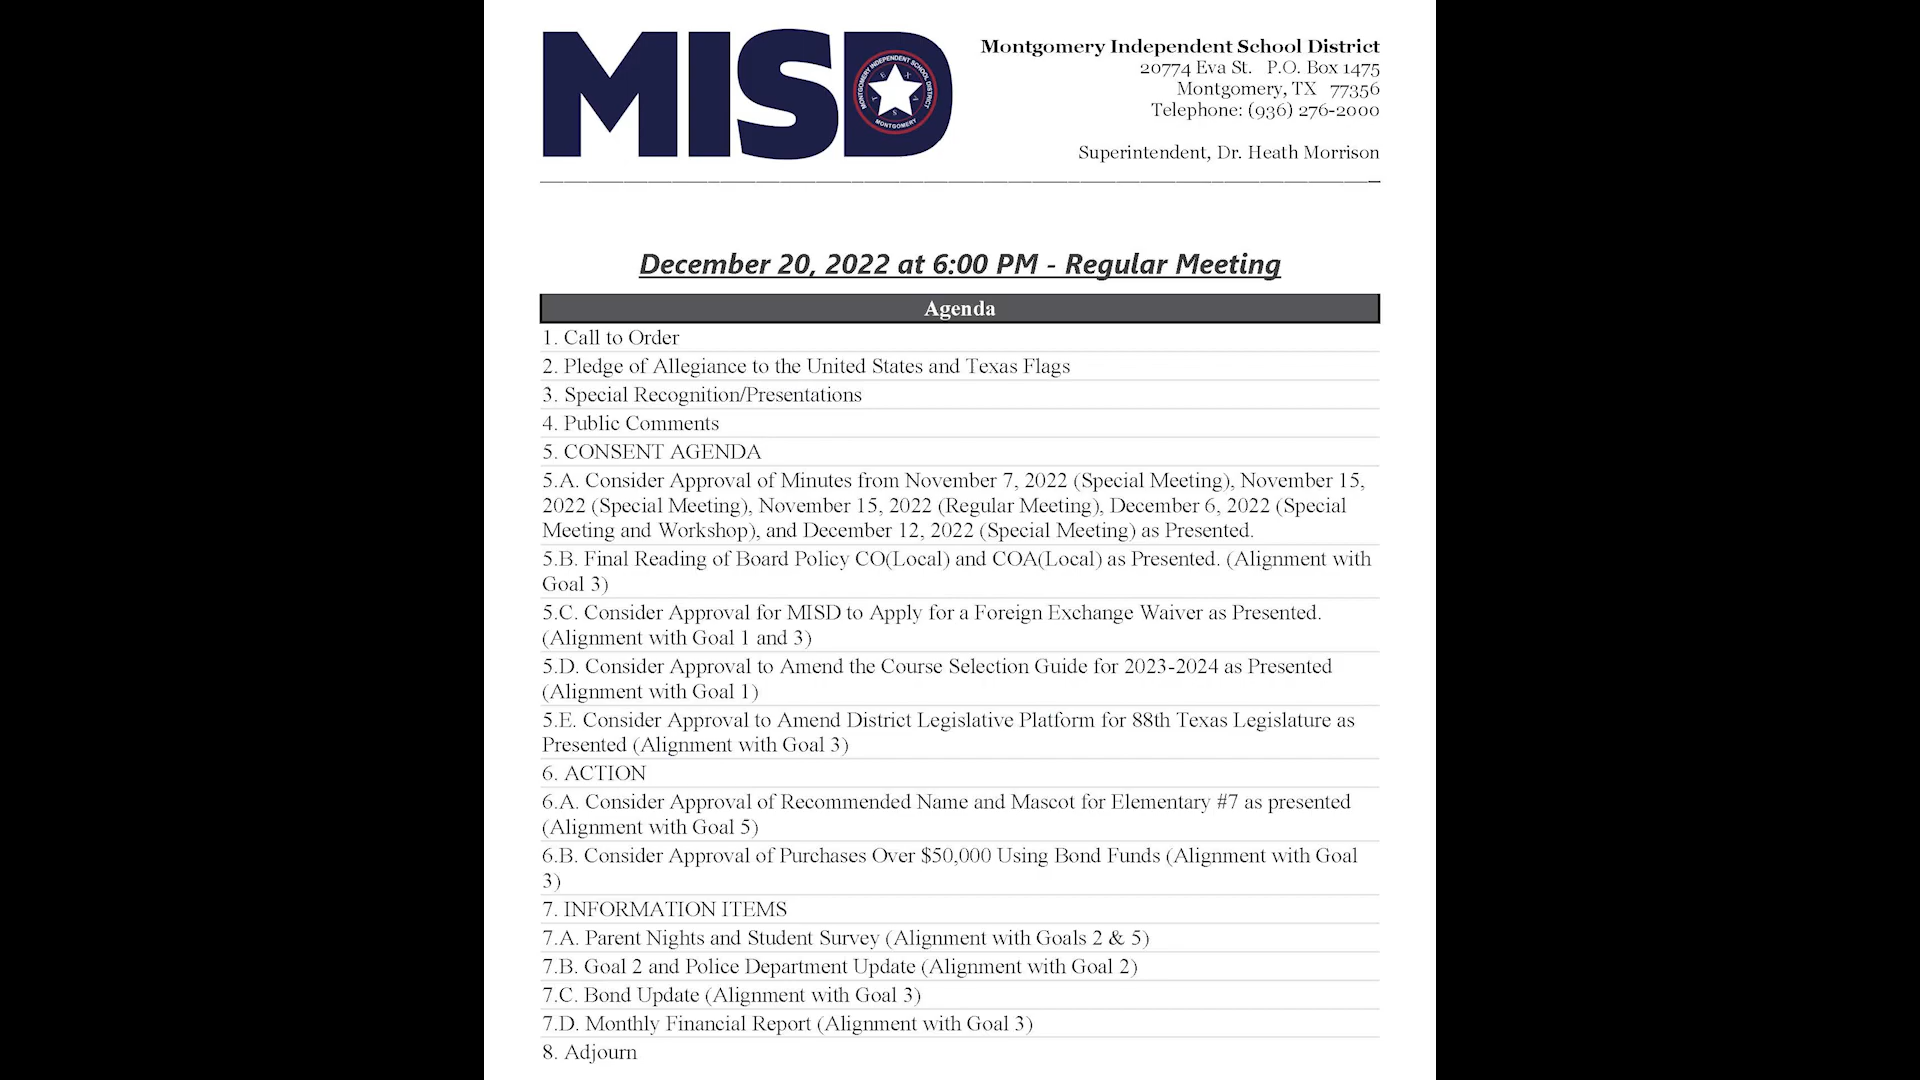 MISD
MONTGOMERY INDEPENDENT SCHOOL DISTRICT
T E X A S
MONTGOMERY
Montgomery Independent School District
20774 Eva St. P.O. Box 1475
Montgomery, TX 77356
Telephone: (936) 276-2000
Superintendent, Dr. Heath Morrison
December 20, 2022 at 6:00 PM - Regular Meeting
Agenda
1. Call to Order
2. Pledge of Allegiance to the United States and Texas Flags
3. Special Recognition/Presentations
4. Public Comments
5. CONSENT AGENDA
5.A. Consider Approval of Minutes from November 7, 2022 (Special Meeting), November 15,
2022 (Special Meeting), November 15, 2022 (Regular Meeting), December 6, 2022 (Special
Meeting and Workshop), and December 12, 2022 (Special Meeting) as Presented.
5.B. Final Reading of Board Policy CO(Local) and COA(Local) as Presented. (Alignment with
Goal 3)
5.C. Consider Approval for MISD to Apply for a Foreign Exchange Waiver as Presented.
(Alignment with Goal 1 and 3)
5.D. Consider Approval to Amend the Course Selection Guide for 2023-2024 as Presented
(Alignment with Goal 1)
5.E. Consider Approval to Amend District Legislative Platform for 88th Texas Legislature as
Presented (Alignment with Goal 3)
6. ACTION
6.A. Consider Approval of Recommended Name and Mascot for Elementary #7 as presented
(Alignment with Goal 5)
6.B. Consider Approval of Purchases Over $50,000 Using Bond Funds (Alignment with Goal
3)
7. INFORMATION ITEMS
7.A. Parent Nights and Student Survey (Alignment with Goals 2 & 5)
7.B. Goal 2 and Police Department Update (Alignment with Goal 2)
7.C. Bond Update (Alignment with Goal 3)
7.D. Monthly Financial Report (Alignment with Goal 3)
8. Adjourn